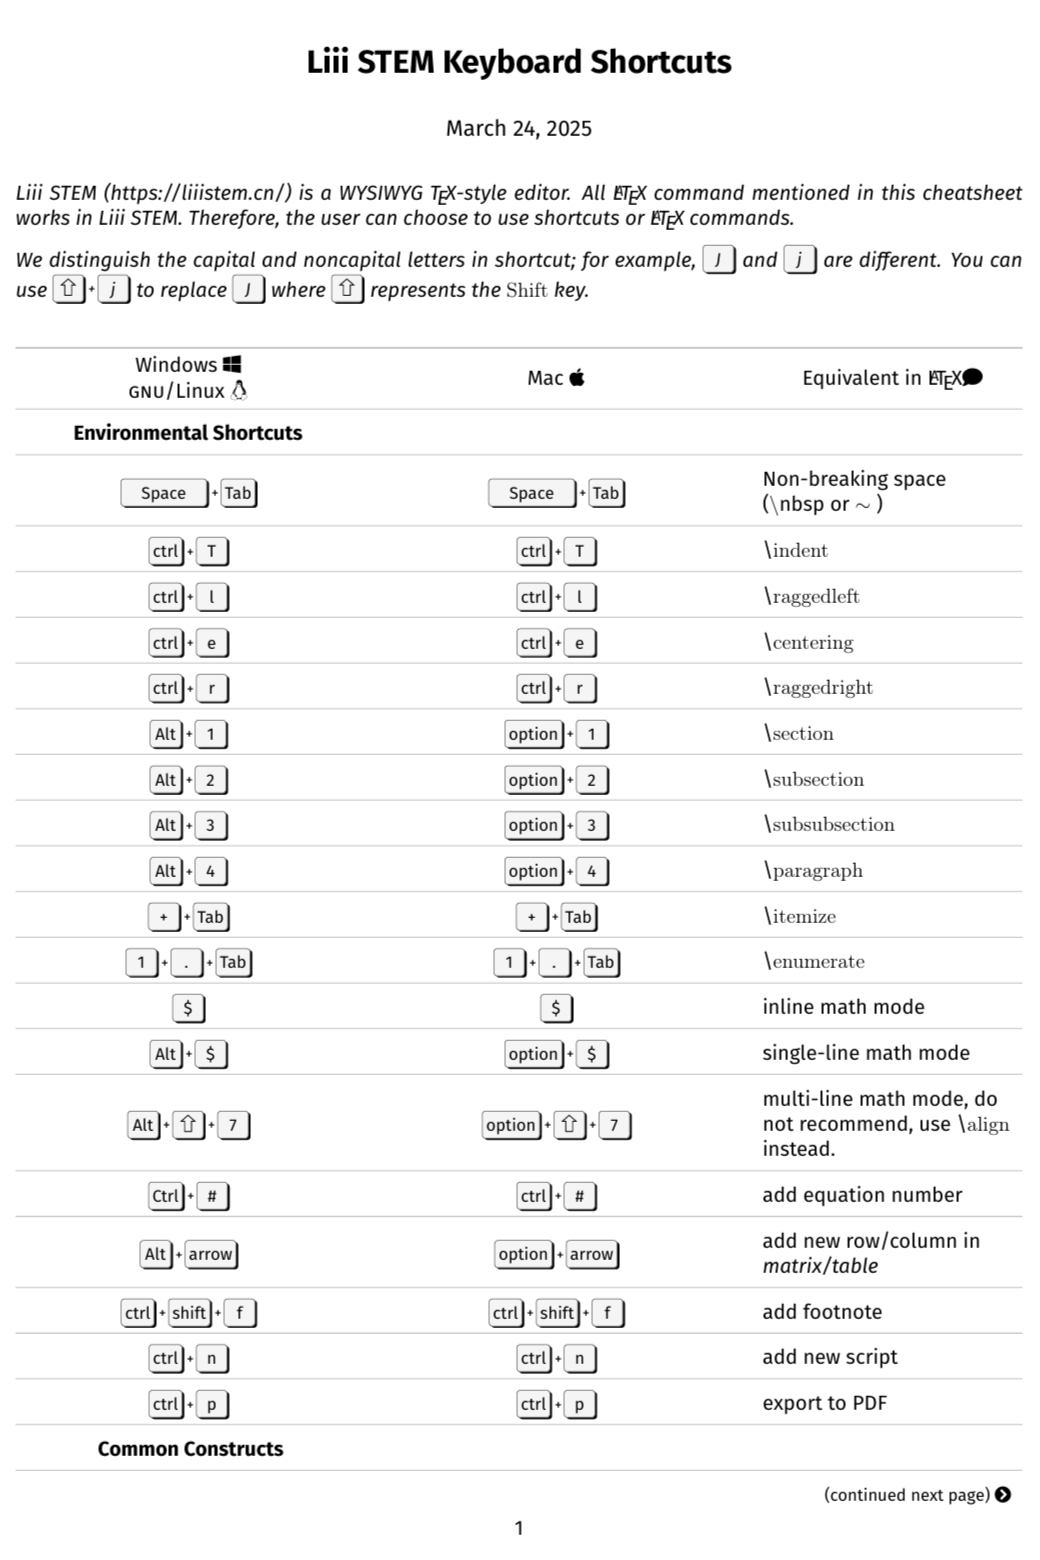 Liii STEM Keyboard Shortcuts
March 24, 2025
Liii STEM (https://liiistem.cn/) is a WYSIWYG TEX-style editor. All LATEX command mentioned in this cheatsheet
works in Liii STEM. Therefore, the user can choose to use shortcuts or LATEX commands.
We distinguish the capital and noncapital letters in shortcut; for example, J and j are different. You can
use ⇧+j to replace J where ⇧ represents the Shift key.
Windows
GNU/Linux
Mac
Equivalent in LATEX
Environmental Shortcuts
Space+Tab Space+Tab Non-breaking space
(\nbsp or ∼ )
ctrl+T ctrl+T \indent
ctrl+l ctrl+l \raggedleft
ctrl+e ctrl+e \centering
ctrl+r ctrl+r \raggedright
Alt+1 option+1 \section
Alt+2 option+2 \subsection
Alt+3 option+3 \subsubsection
Alt+4 option+4 \paragraph
++Tab ++Tab \itemize
1+.+Tab 1+.+Tab \enumerate
$ $ inline math mode
Alt+$ option+$ single-line math mode
Alt+⇧+7 option+⇧+7 multi-line math mode, do
not recommend, use \align
instead.
Ctrl+# ctrl+# add equation number
Alt+arrow option+arrow add new row/column in
matrix/table
ctrl+shift+f ctrl+shift+f add footnote
ctrl+n ctrl+n add new script
ctrl+p ctrl+p export to PDF
Common Constructs
(continued next page)
1